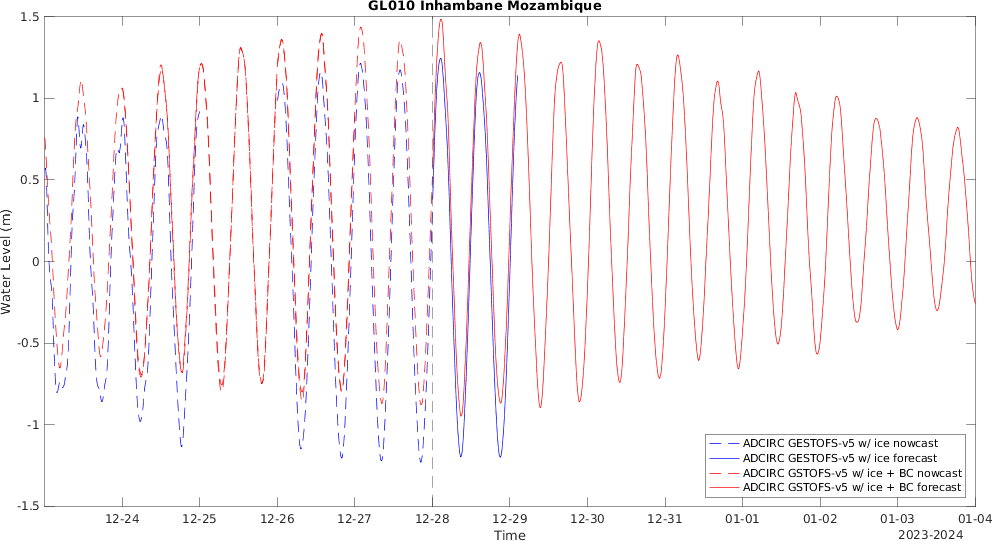 GL010 Inhambane Mozambique
1.5
1
0.5
0
-0.5
-1
-1.5
Water Level (m)
12-24 12-25 12-26 12-27 12-28 12-29 12-30 12-31 01-01 01-02 01-03 01-04
Time
2023-2024
ADCIRC GESTOFS-v5 w/ ice nowcast
ADCIRC GESTOFS-v5 w/ ice forecast
ADCIRC GSTOFS-v5 w/ ice + BC nowcast
ADCIRC GSTOFS-v5 w/ ice + BC forecast